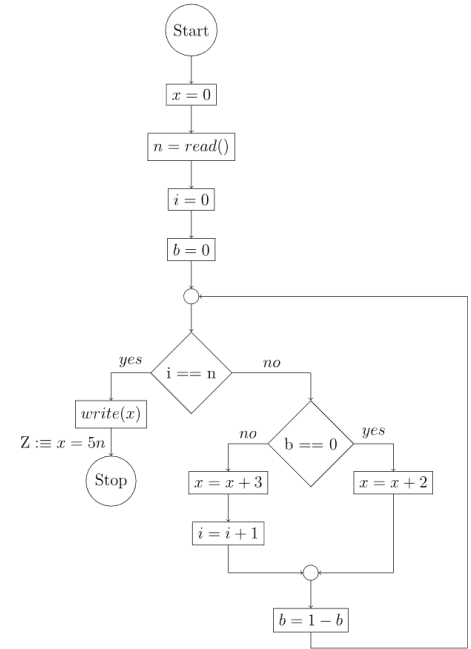 Start
x = 0
n = read()
i = 0
b = 0
yes
no
i == n
write(x)
Z :≡ x = 5n
Stop
no
yes
b == 0
x = x + 3
x = x + 2
i = i + 1
b = 1 − b